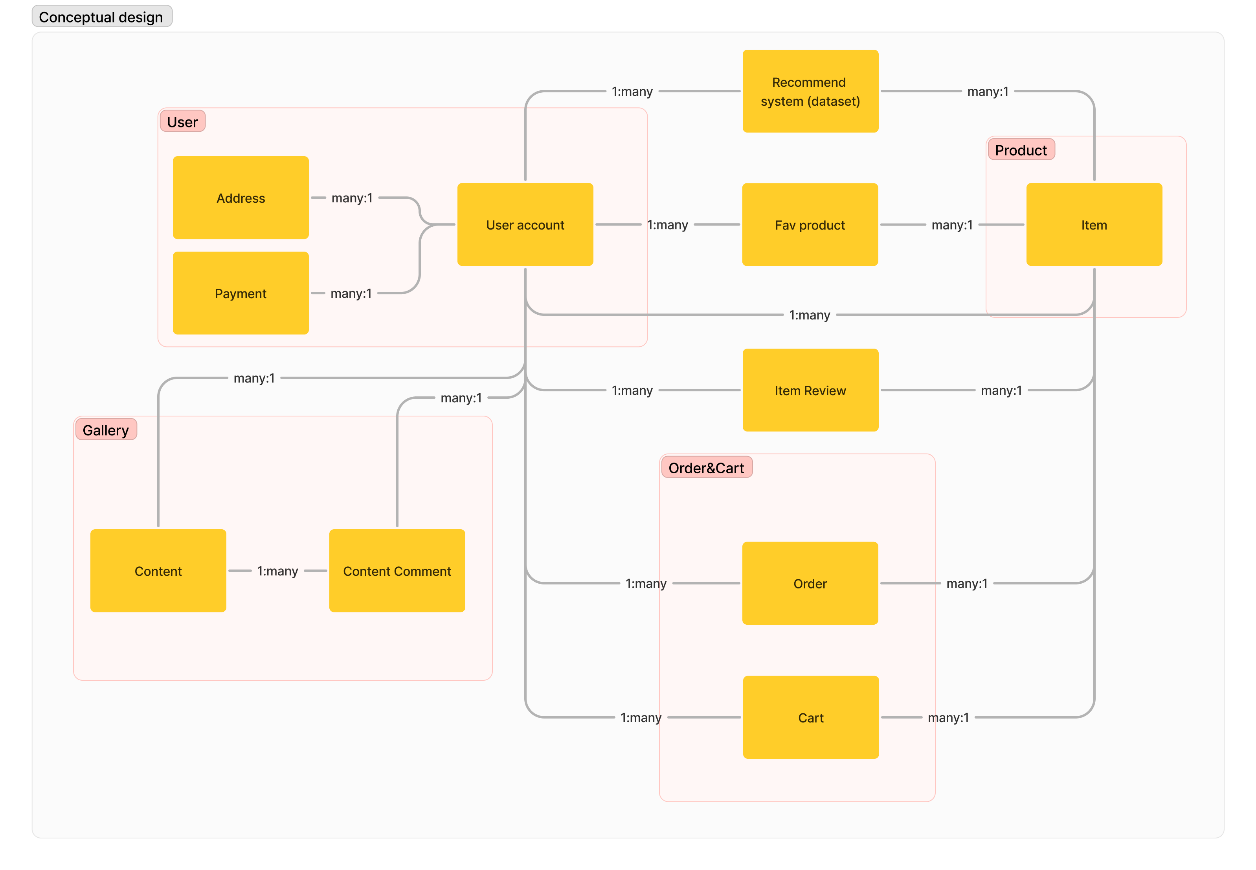 Conceptual design
Recommend
system (dataset)
1:many
many:1
User
Product
Address
many:1
User account
1:many
Fav product
many:1
Item
Payment
many:1
1:many
many:1
many:1
1:many
Item Review
many:1
Gallery
Order&Cart
Content
1:many
Content Comment
1:many
Order
many:1
1:many
Cart
many:1